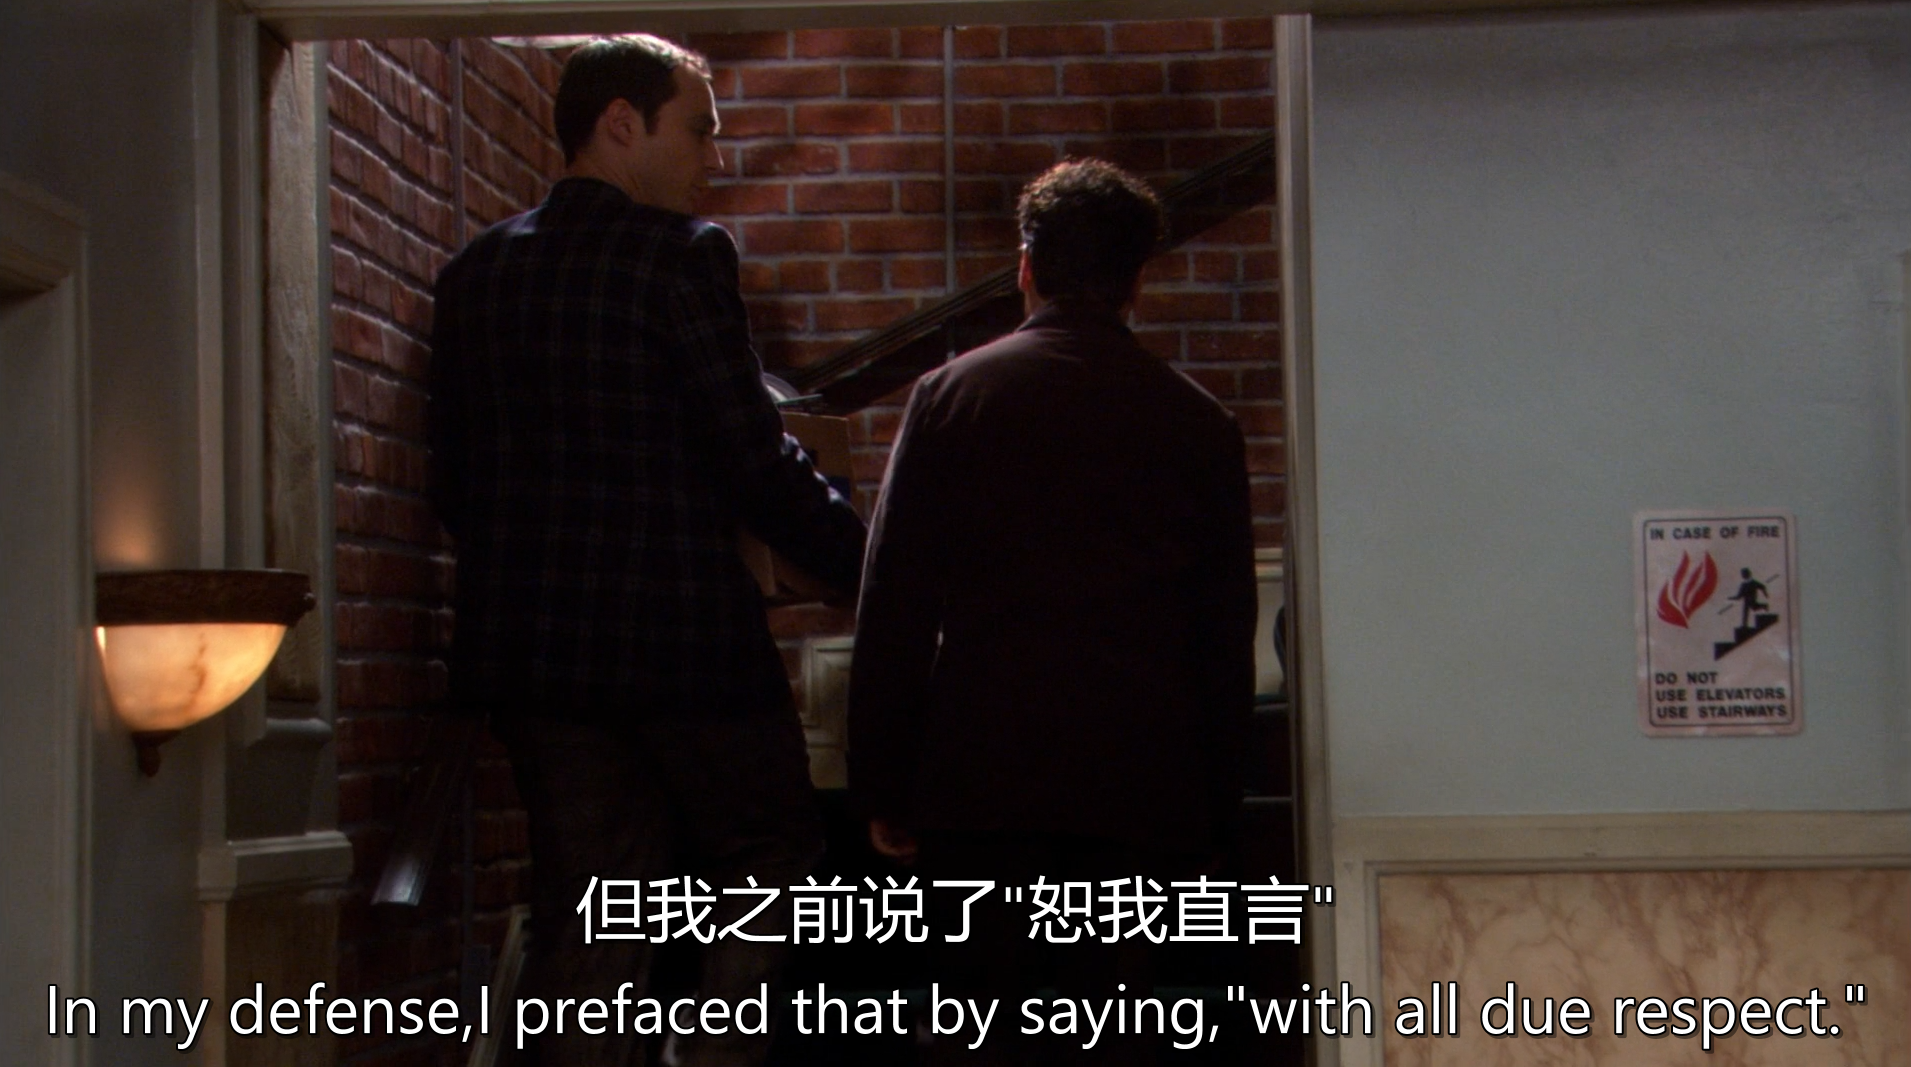 IN CASE OF FIRE
DO NOT
USE ELEVATORS
USE STAIRWAYS
但我之前说了"恕我直言"
In my defense,I prefaced that by saying,"with all due respect."